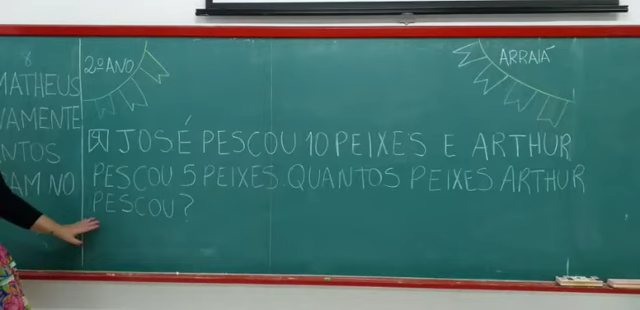 8
MATHEUS
VAMENTE
NTOS
AM NO
2º ANO
ARRAIÁ
JOSÉ PESCOU 10 PEIXES E ARTHUR
PESCOU 5 PEIXES. QUANTOS PEIXES ARTHUR
PESCOU?